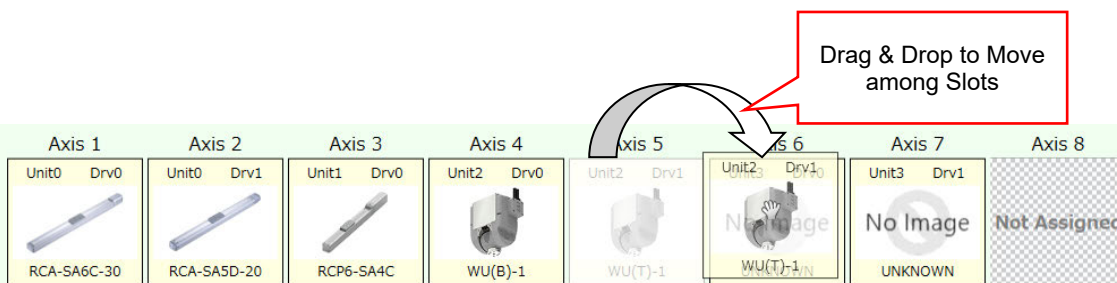 Drag & Drop to Move
among Slots
Axis 1 Axis 2 Axis 3 Axis 4 Axis 5 Axis 6 Axis 7 Axis 8
Unit0 Drv0 Unit0 Drv1 Unit1 Drv0 Unit2 Drv0 Unit2 Drv1 Unit2 Drv1 Unit3 Drv0 Unit3 Drv1
No Image No Image Not Assigned
RCA-SA6C-30 RCA-SA5D-20 RCP6-SA4C WU(B)-1 WU(T)-1 WU(T)-1 UNKNOWN UNKNOWN